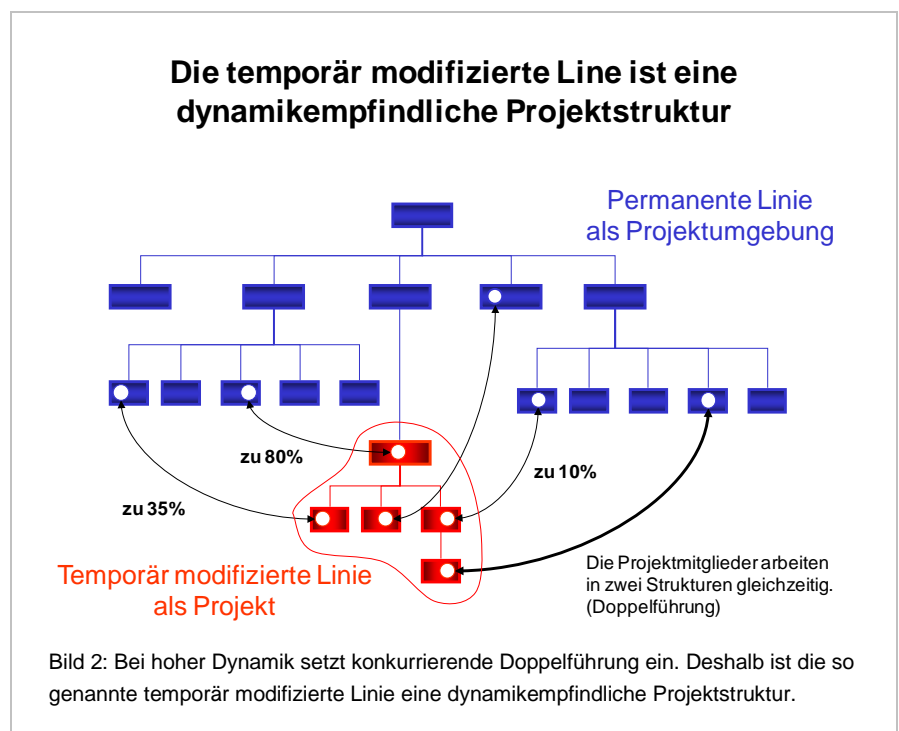 Die temporär modifizierte Line ist eine
dynamikempfindliche Projektstruktur
Permanente Linie
als Projektumgebung
zu 80%
zu 10%
zu 35%
Temporär modifizierte Linie
als Projekt
Die Projektmitglieder arbeiten
in zwei Strukturen gleichzeitig.
(Doppelführung)
Bild 2: Bei hoher Dynamik setzt konkurrierende Doppelführung ein. Deshalb ist die so
genannte temporär modifizierte Linie eine dynamikempfindliche Projektstruktur.